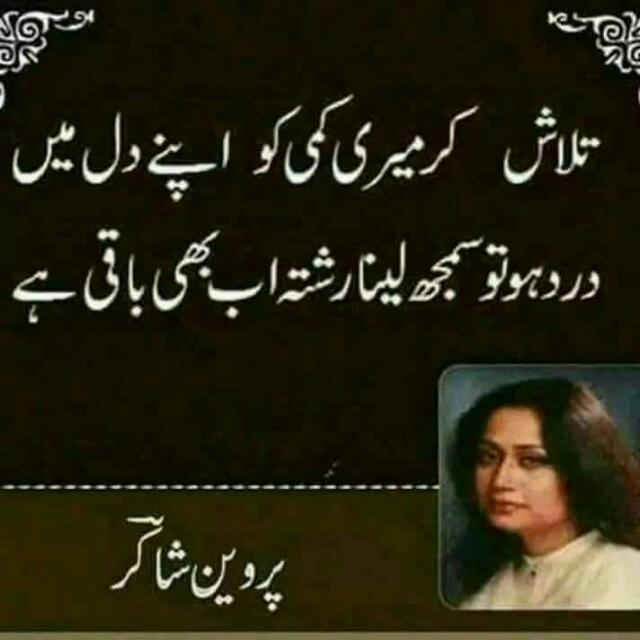 تلاش کر میری کمی کو اپنے دل میں
درد ہو تو سمجھ لینا رشتہ اب بھی باقی ہے
پروین شاکر